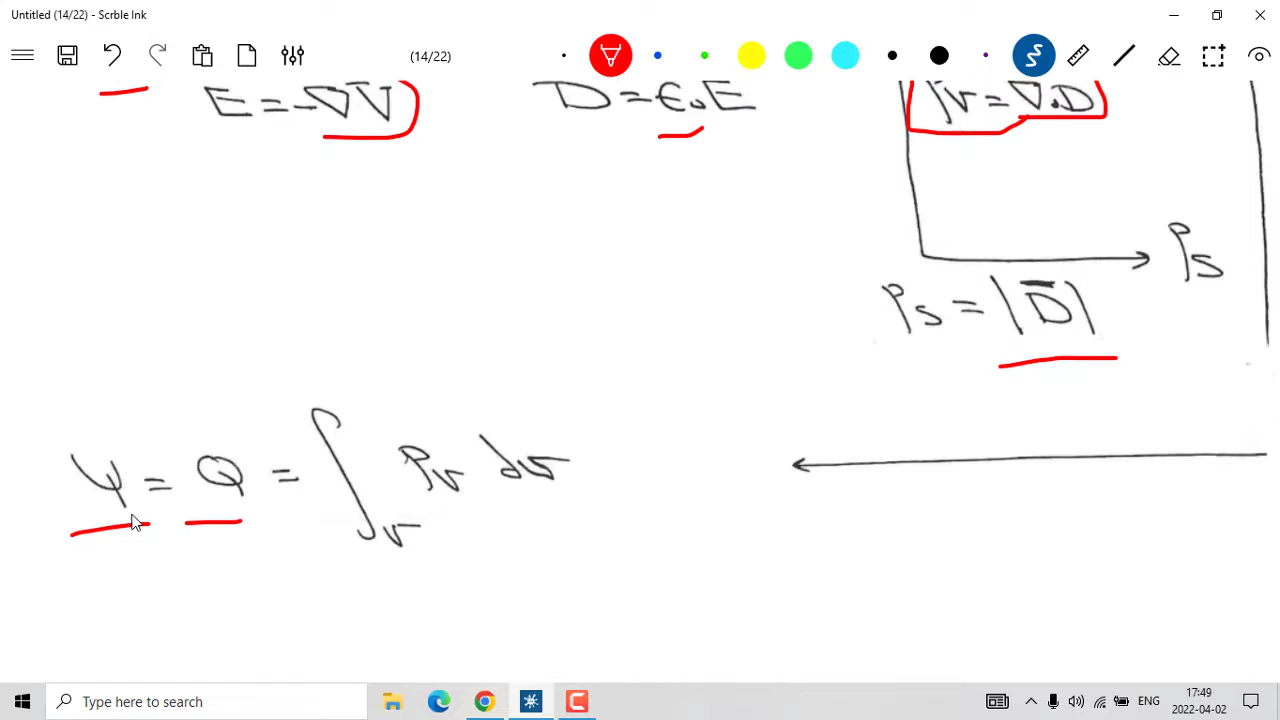 Untitled (14/22) - Scrble Ink
(14/22)
E = -∇V
D = ϵ₀E
ρv = ∇.D
ρs
ρs = |D̅|
Ψ = Q = ∫v ρv dv
Type here to search
ENG
17:49
2022-04-02